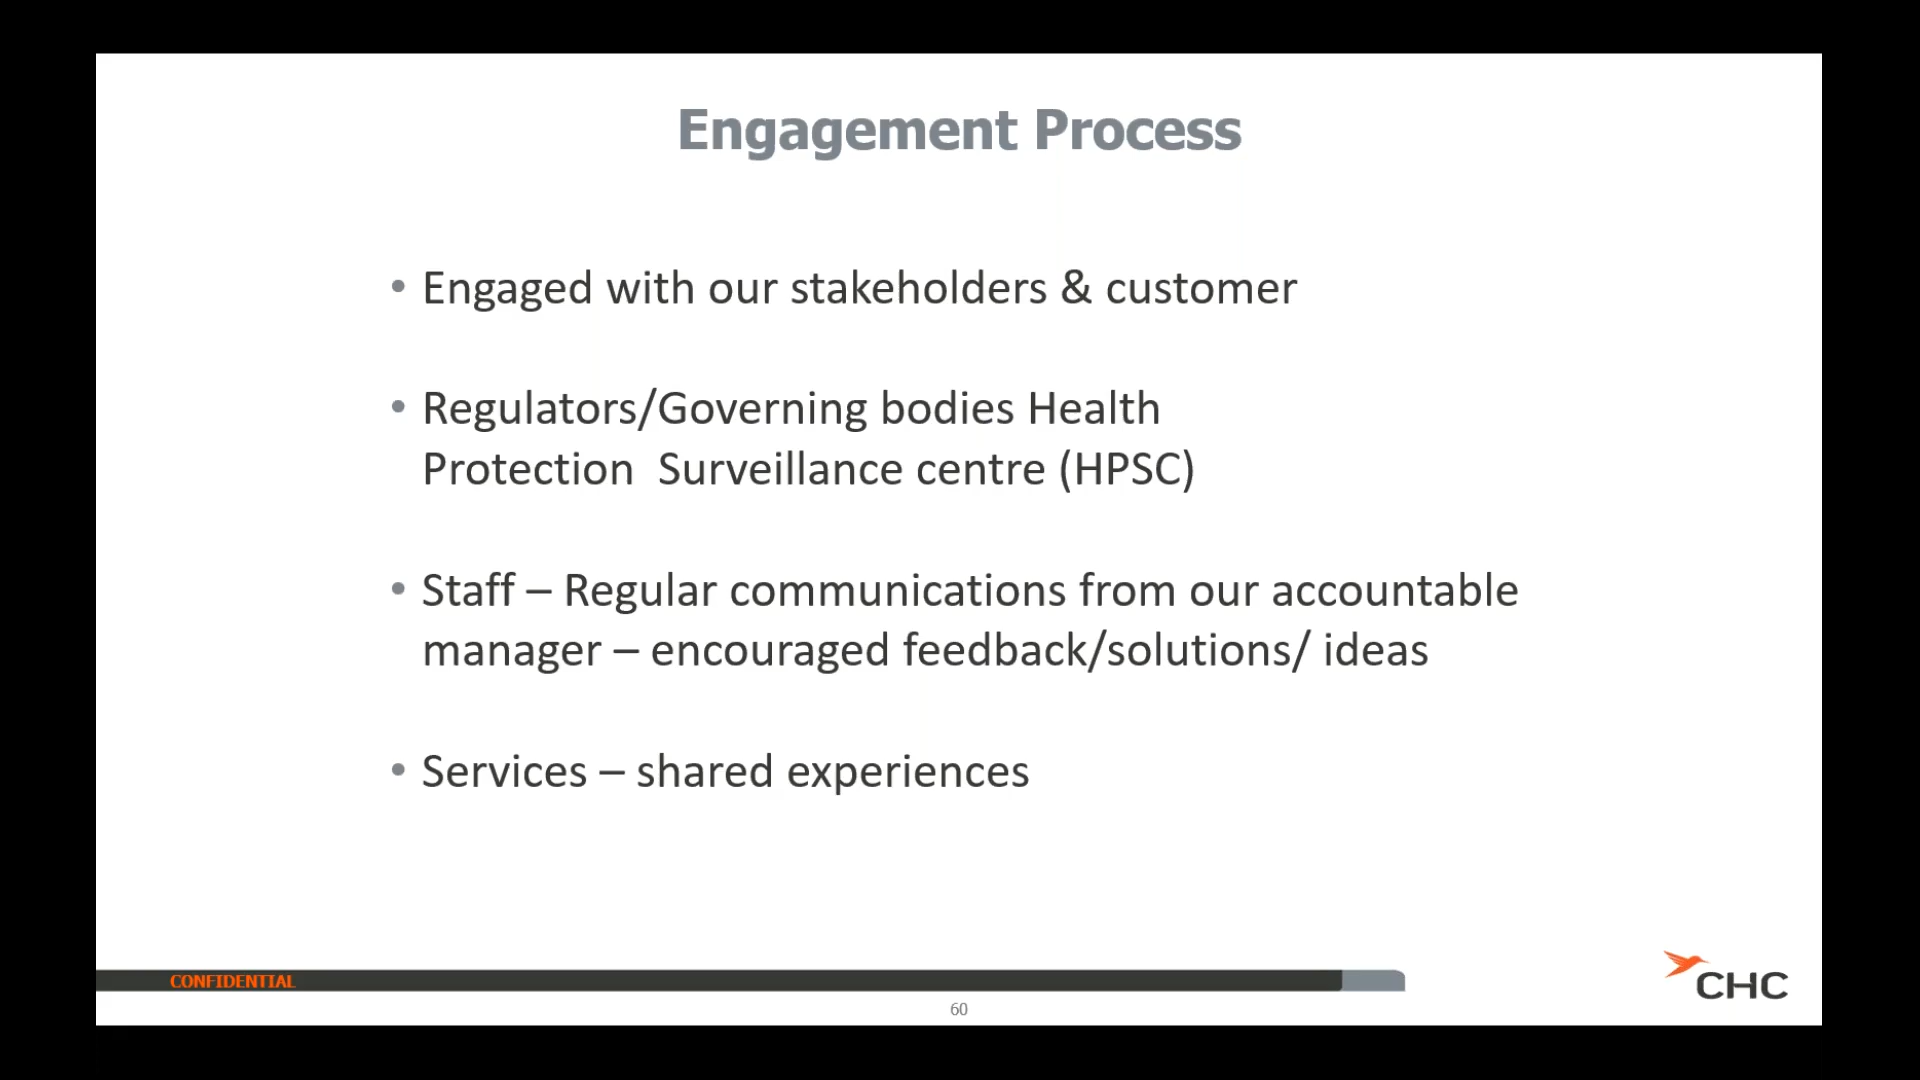 Engagement Process
• Engaged with our stakeholders & customer
• Regulators/Governing bodies Health
Protection  Surveillance centre (HPSC)
• Staff – Regular communications from our accountable
manager – encouraged feedback/solutions/ ideas
• Services – shared experiences
CONFIDENTIAL
CHC
60